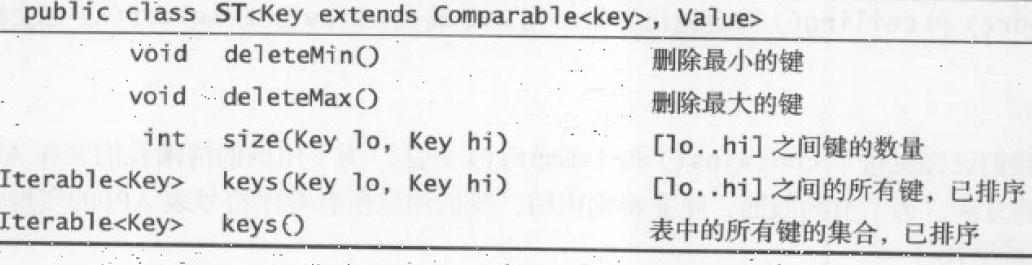 public class ST<Key extends Comparable<key>, Value>
void deleteMin() 删除最小的键
void deleteMax() 删除最大的键
int size(Key lo, Key hi) [lo..hi]之间键的数量
Iterable<Key> keys(Key lo, Key hi) [lo..hi]之间的所有键，已排序
Iterable<Key> keys() 表中的所有键的集合，已排序